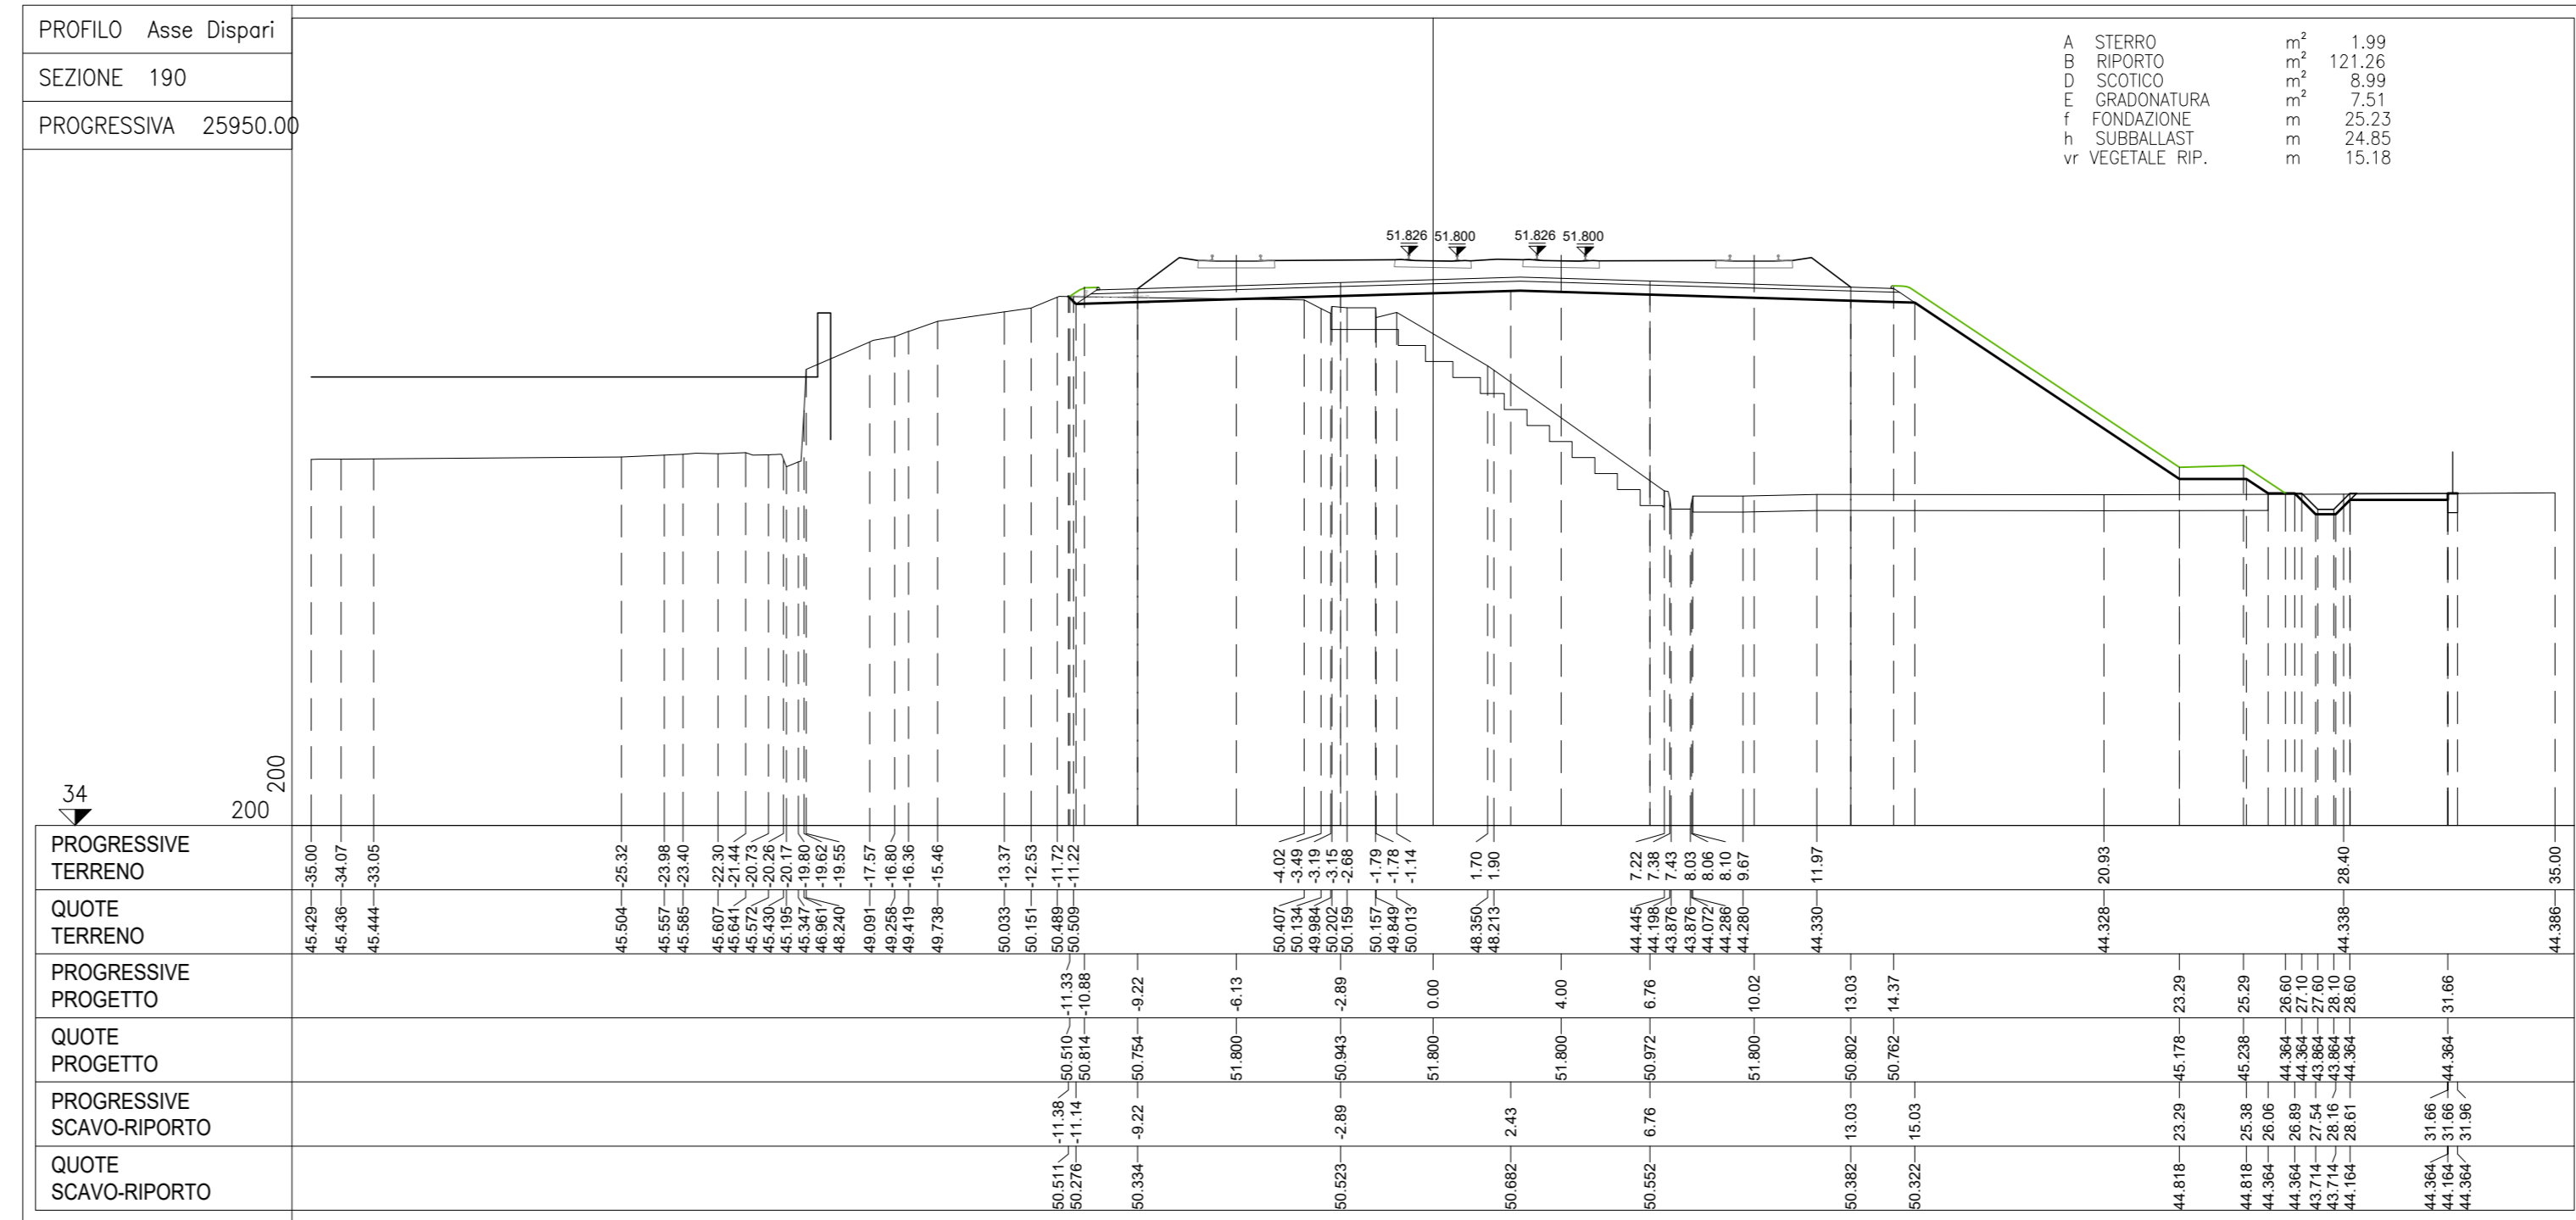 PROFILO Asse Dispari
SEZIONE 190
PROGRESSIVA 25950.00
A STERRO m² 1.99
B RIPORTO m² 121.26
D SCOTICO m² 8.99
E GRADONATURA m² 7.51
f FONDAZIONE m 25.23
h SUBBALLAST m 24.85
vr VEGETALE RIP. m 15.18
51.826 51.800 51.826 51.800
200
34 200
PROGRESSIVE TERRENO -35.00 -34.07 -33.05 -25.32 -23.98 -23.40 -22.30 -21.44 -20.73 -20.26 -20.17 -19.80 -19.62 -19.55 -17.57 -16.80 -16.36 -15.46 -13.37 -12.53 -11.72 -11.22 -4.02 -3.49 -3.19 -3.15 -2.68 -1.79 -1.78 -1.14 1.70 1.90 7.22 7.38 7.43 8.03 8.06 8.10 9.67 11.97 20.93 28.40 35.00
QUOTE TERRENO 45.429 45.436 45.444 45.504 45.557 45.585 45.607 45.641 45.572 45.430 45.195 45.347 46.961 48.240 49.091 49.258 49.419 49.738 50.033 50.151 50.489 50.509 50.407 50.134 49.984 50.202 50.159 50.157 49.849 50.013 48.350 48.213 44.445 44.198 43.876 43.876 44.072 44.286 44.280 44.330 44.328 44.338 44.386
PROGRESSIVE PROGETTO -11.33 -10.88 -9.22 -6.13 -2.89 0.00 4.00 6.76 10.02 13.03 14.37 23.29 25.29 26.60 27.10 27.60 28.10 28.60 31.66
QUOTE PROGETTO 50.510 50.814 50.754 51.800 50.943 51.800 51.800 50.972 51.800 50.802 50.762 45.178 45.238 44.364 44.364 43.864 43.864 44.364 44.364
PROGRESSIVE SCAVO-RIPORTO -11.38 -11.14 -9.22 -2.89 2.43 6.76 13.03 15.03 23.29 25.38 26.06 26.89 27.54 28.16 28.61 31.66 31.66 31.96
QUOTE SCAVO-RIPORTO 50.511 50.276 50.334 50.523 50.682 50.552 50.382 50.322 44.818 44.818 44.364 44.364 43.714 43.714 44.164 44.364 44.164 44.364